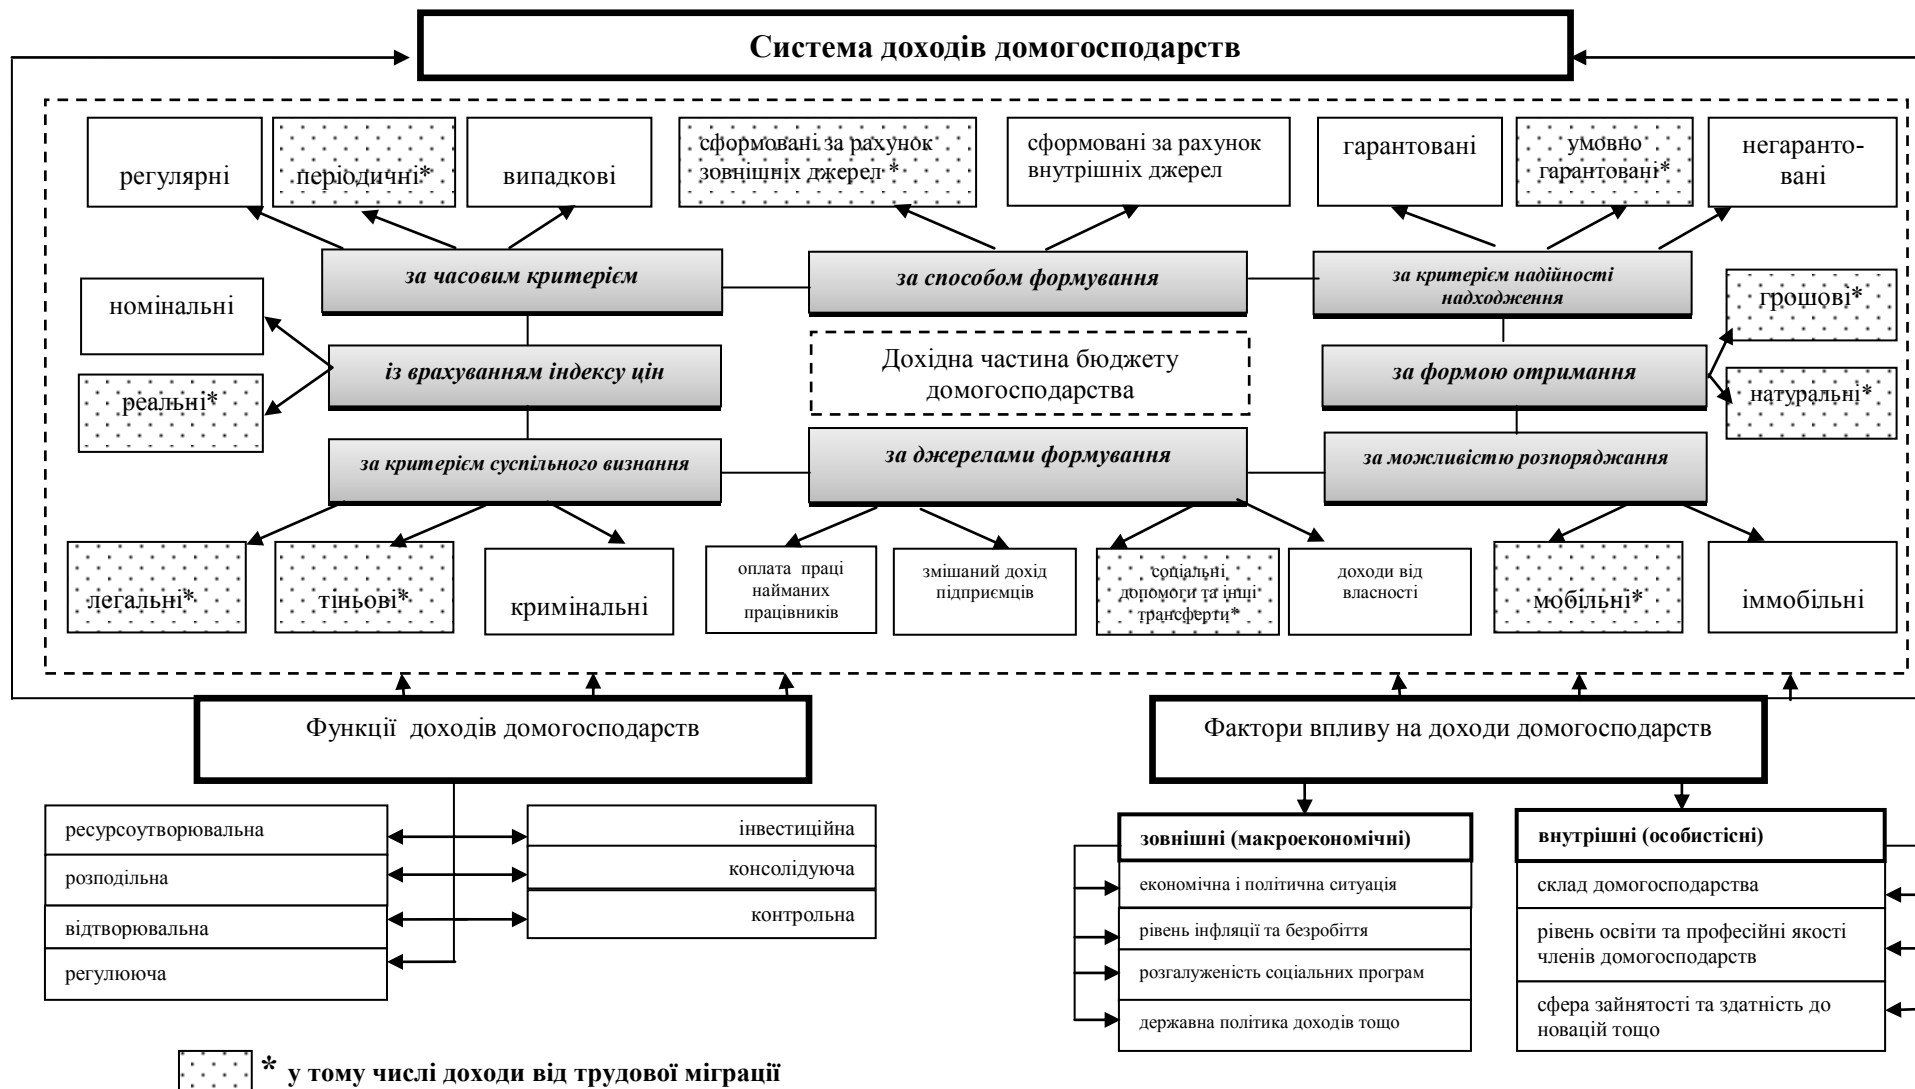 Система доходів домогосподарств
регулярні
періодичні*
випадкові
сформовані за рахунок
зовнішніх джерел *
сформовані за рахунок
внутрішніх джерел
гарантовані
умовно
гарантовані*
негаранто-
вані
за часовим критерієм
за способом формування
за критерієм надійності
надходження
номінальні
реальні*
із врахуванням індексу цін
Дохідна частина бюджету
домогосподарства
за формою отримання
грошові*
натуральні*
за критерієм суспільного визнання
за джерелами формування
за можливістю розпоряджання
легальні*
тіньові*
кримінальні
оплата праці
найманих
працівників
змішаний дохід
підприємців
соціальні
допомоги та інші
трансферти*
доходи від
власності
мобільні*
іммобільні
Функції доходів домогосподарств
Фактори впливу на доходи домогосподарств
ресурсоутворювальна
розподільна
відтворювальна
регулююча
інвестиційна
консолідуюча
контрольна
зовнішні (макроекономічні)
економічна і політична ситуація
рівень інфляції та безробіття
розгалуженість соціальних програм
державна політика доходів тощо
внутрішні (особистісні)
склад домогосподарства
рівень освіти та професійні якості
членів домогосподарств
сфера зайнятості та здатність до
новацій тощо
* у тому числі доходи від трудової міграції